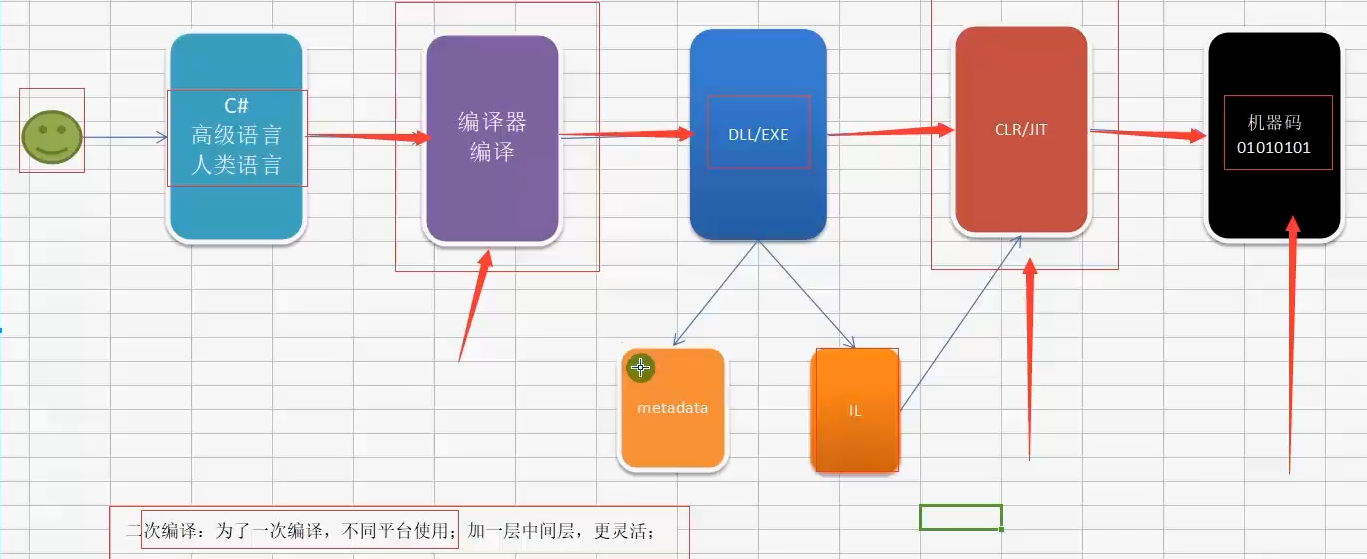 C#
高级语言
人类语言
编译器
编译
DLL/EXE
CLR/JIT
机器码
01010101
metadata
IL
二次编译：为了一次编译，不同平台使用；加一层中间层，更灵活；